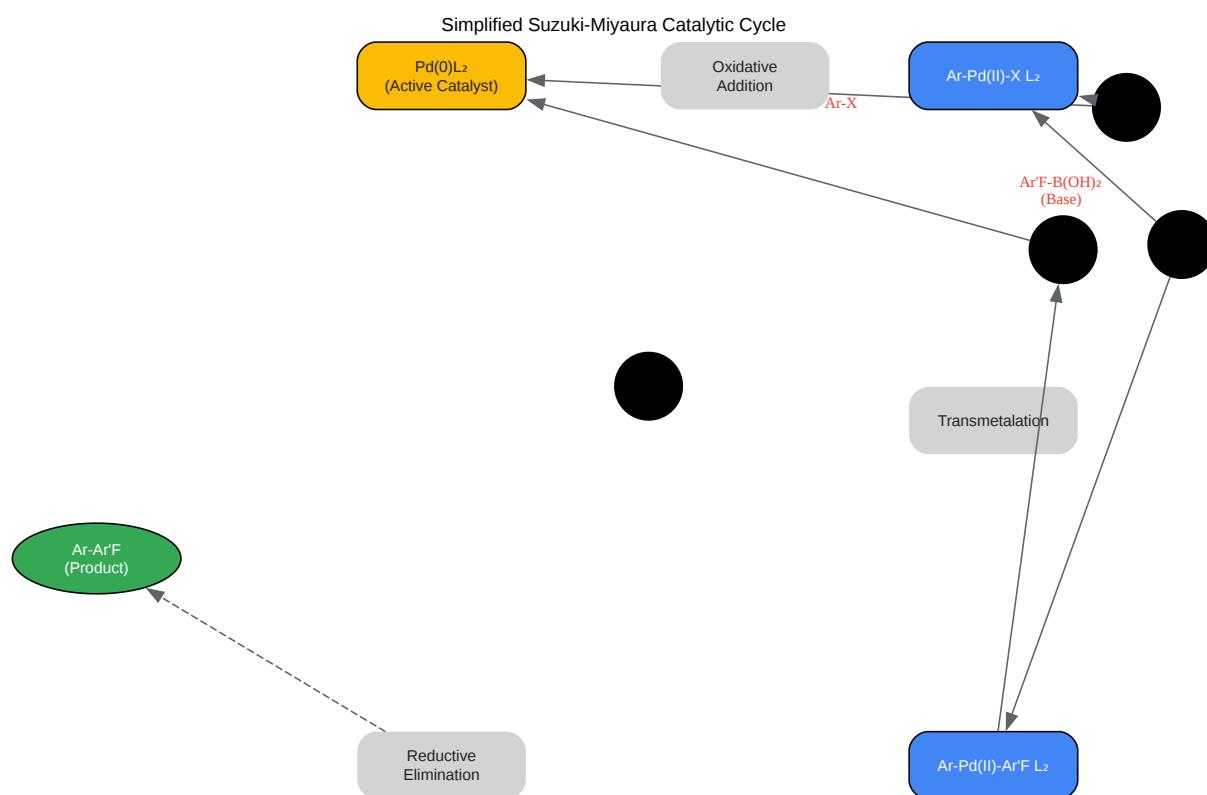 Simplified Suzuki-Miyaura Catalytic Cycle
Pd(0)L₂
(Active Catalyst)
Oxidative
Addition
Ar-Pd(II)-X L₂
Ar-X
Ar'F-B(OH)₂
(Base)
Transmetalation
Ar-Ar'F
(Product)
Reductive
Elimination
Ar-Pd(II)-Ar'F L₂